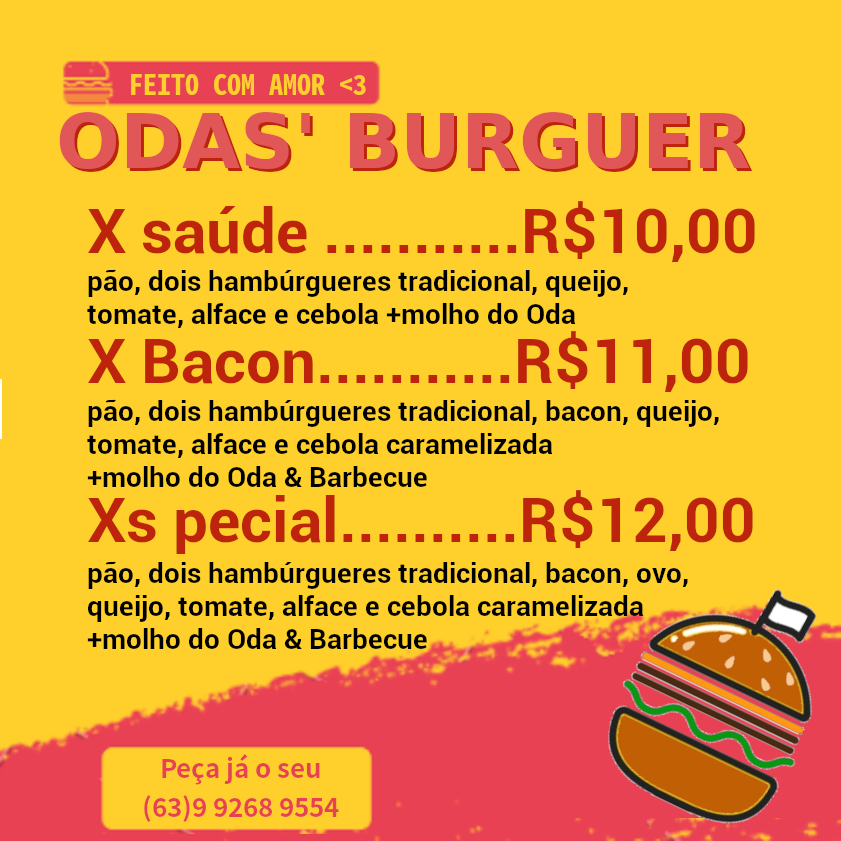 FEITO COM AMOR <3
ODAS' BURGUER
X saúde ...........R$10,00
pão, dois hambúrgueres tradicional, queijo,
tomate, alface e cebola +molho do Oda
X Bacon...........R$11,00
pão, dois hambúrgueres tradicional, bacon, queijo,
tomate, alface e cebola caramelizada
+molho do Oda & Barbecue
Xs pecial..........R$12,00
pão, dois hambúrgueres tradicional, bacon, ovo,
queijo, tomate, alface e cebola caramelizada
+molho do Oda & Barbecue
Peça já o seu
(63)9 9268 9554